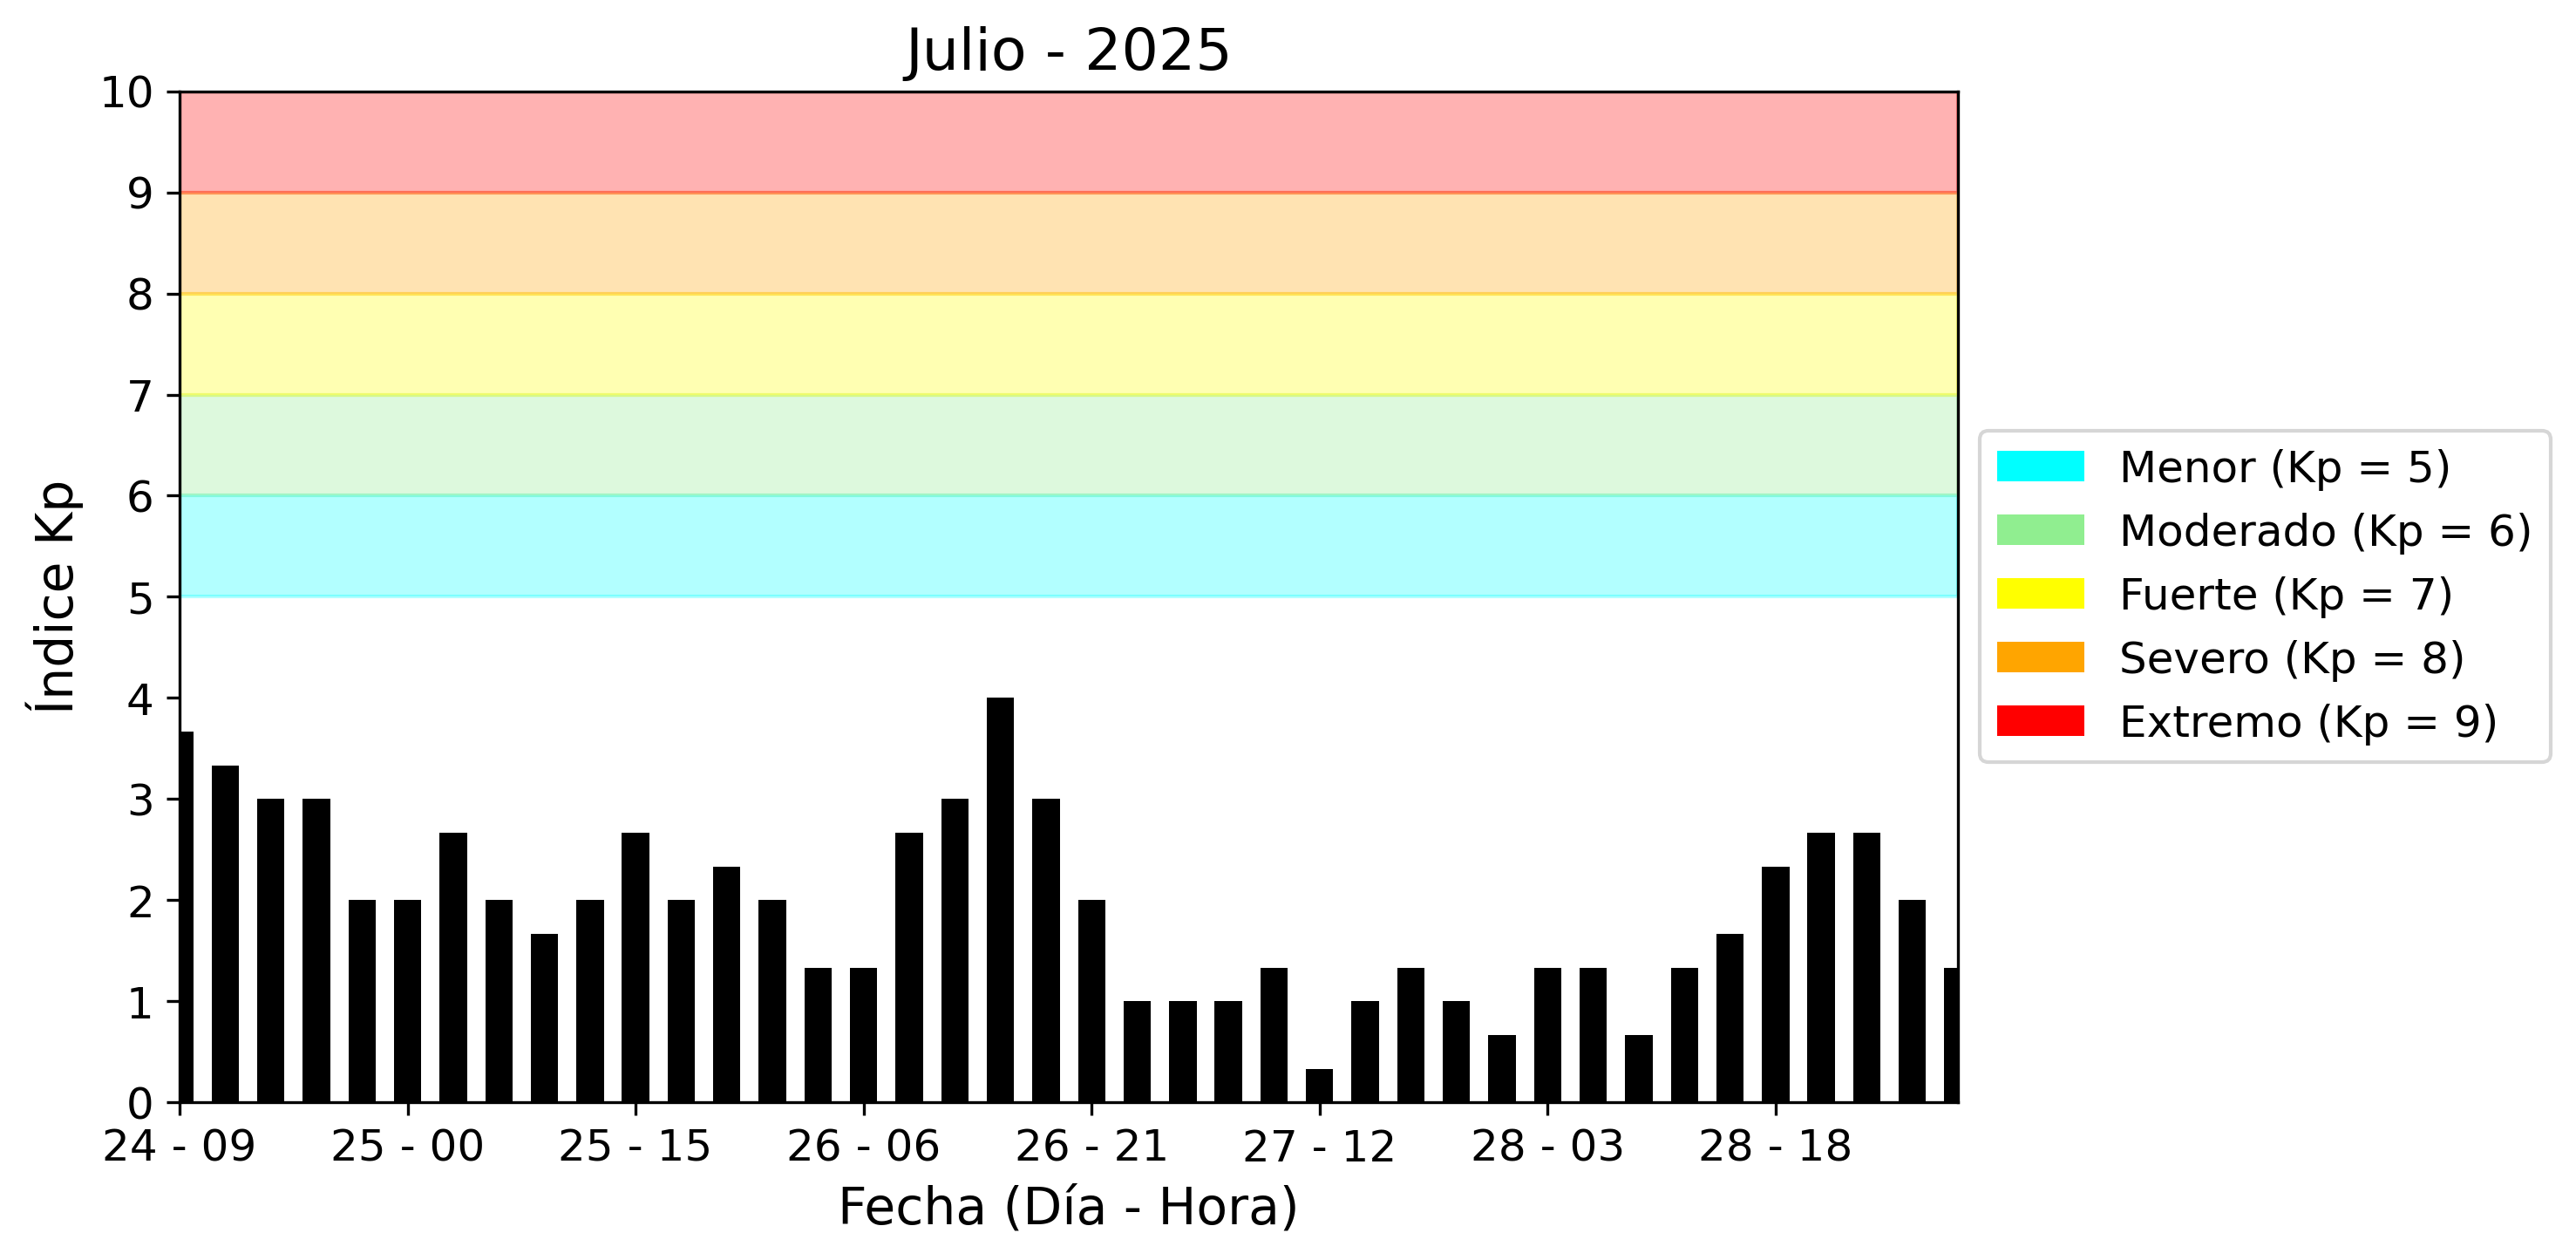 Julio - 2025
10
9
8
7
6
5
4
3
2
1
0
Índice Kp
24 - 09 25 - 00 25 - 15 26 - 06 26 - 21 27 - 12 28 - 03 28 - 18
Fecha (Día - Hora)
Menor (Kp = 5)
Moderado (Kp = 6)
Fuerte (Kp = 7)
Severo (Kp = 8)
Extremo (Kp = 9)